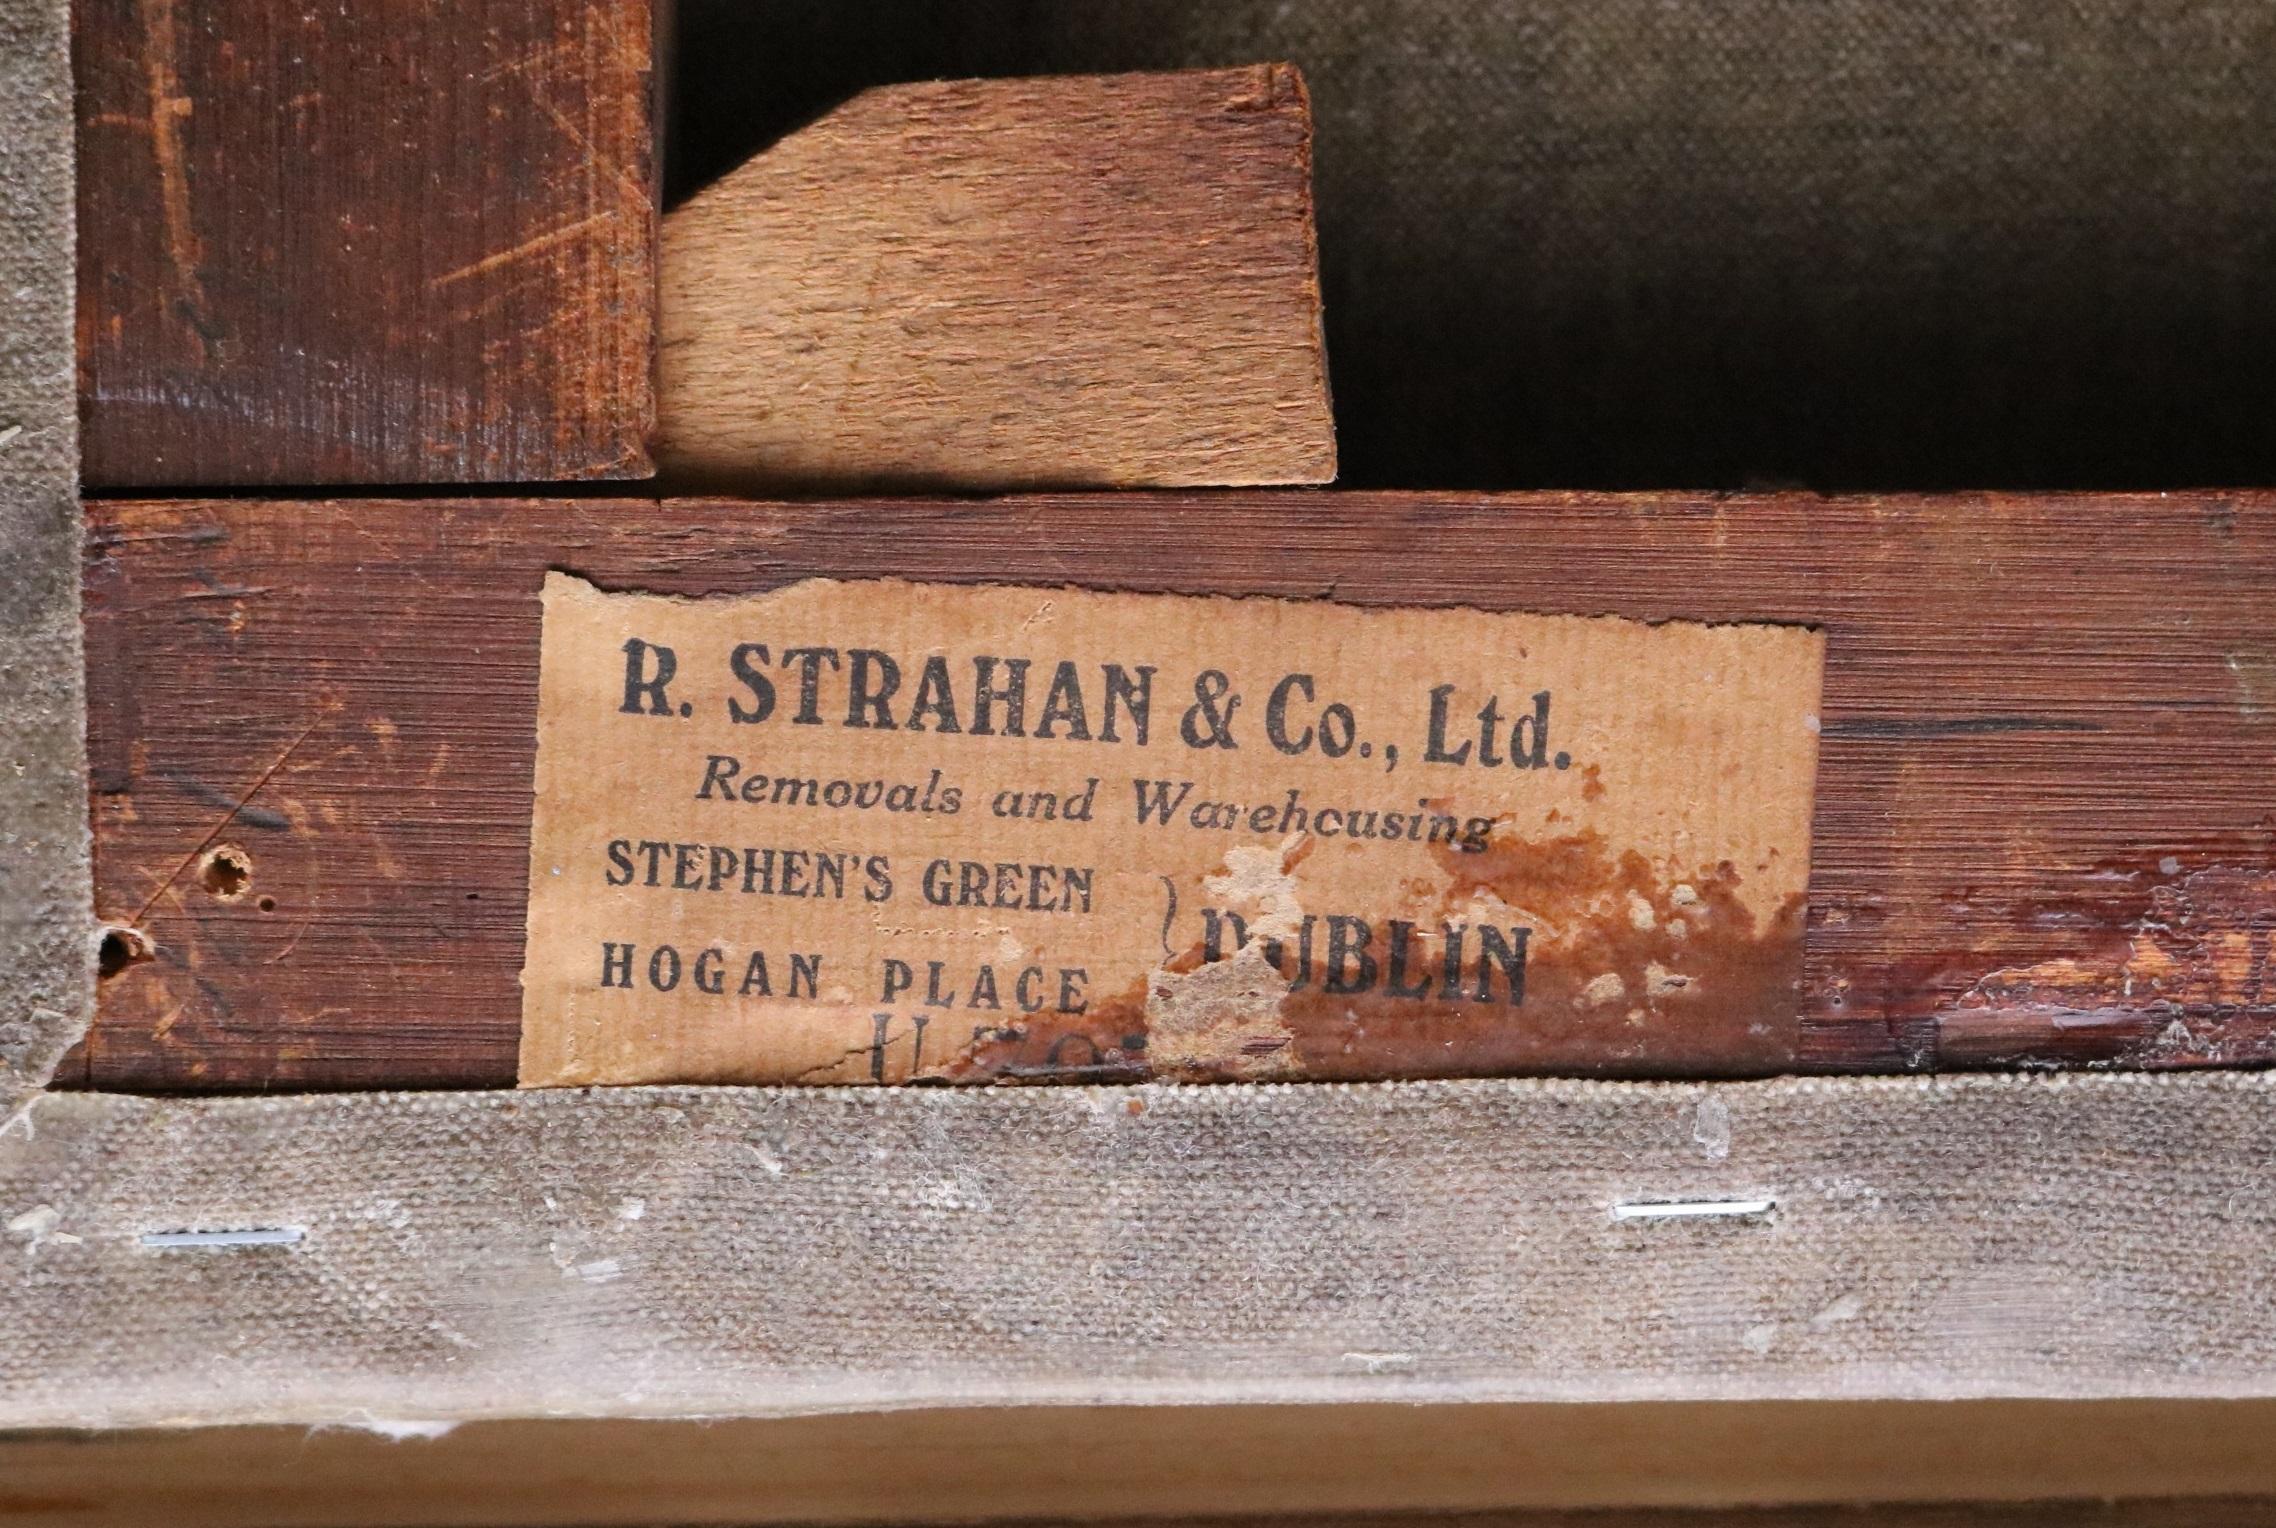 R. STRAHAN & Co., Ltd.
Removals and Warehousing
STEPHEN'S GREEN
HOGAN PLACE } DUBLIN